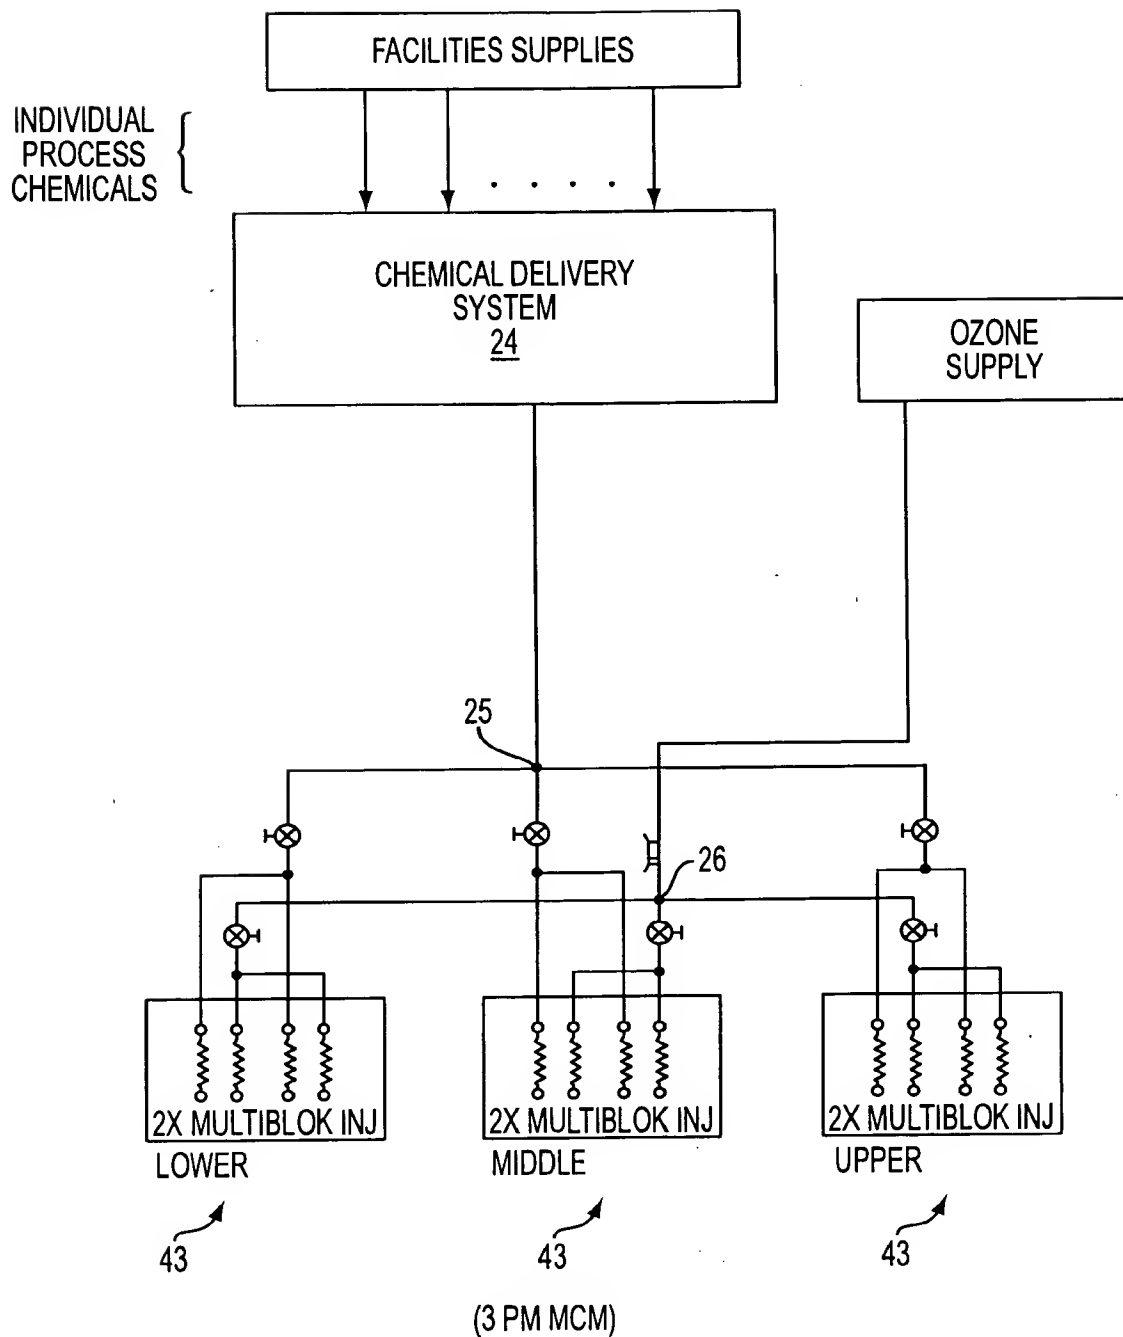 FACILITIES SUPPLIES
INDIVIDUAL
PROCESS
CHEMICALS
CHEMICAL DELIVERY
SYSTEM
24
OZONE
SUPPLY
25
26
2X MULTIBLOK INJ
2X MULTIBLOK INJ
2X MULTIBLOK INJ
LOWER
MIDDLE
UPPER
43
43
43
(3 PM MCM)